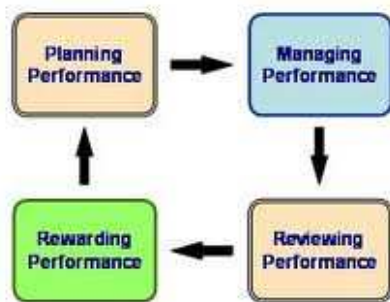 Planning
Performance
Managing
Performance
Rewarding
Performance
Reviewing
Performance